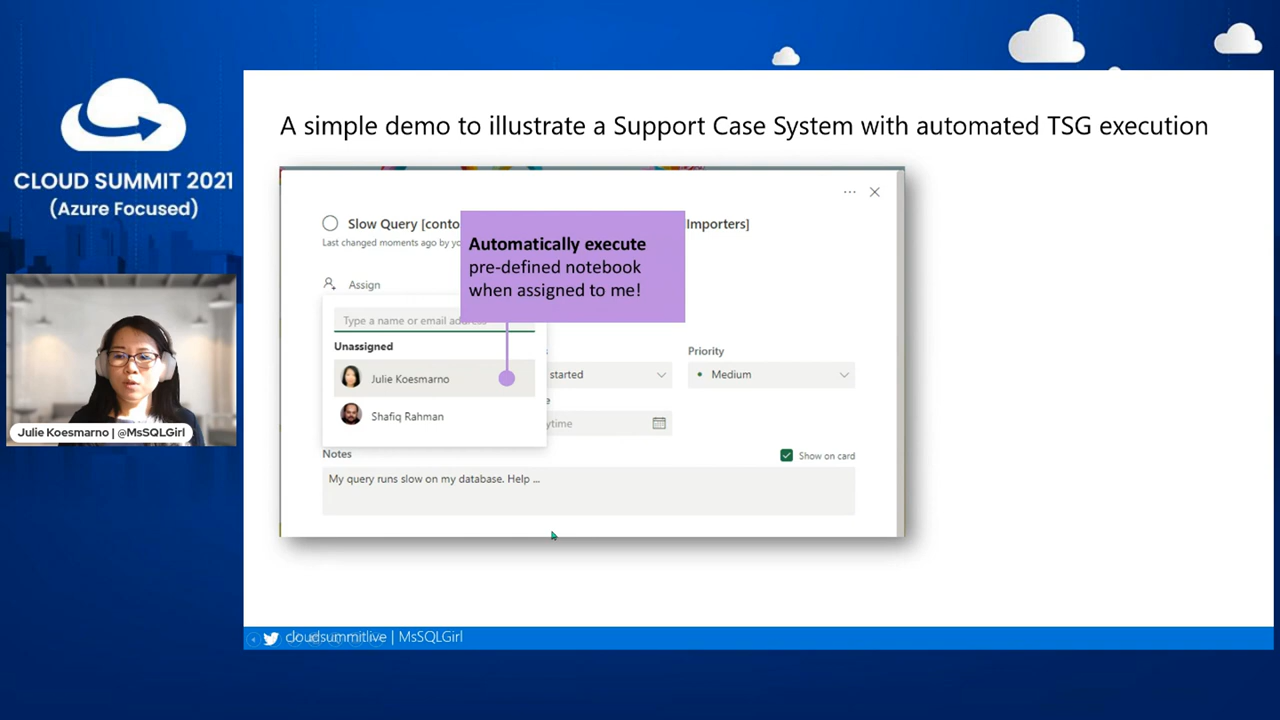 CLOUD SUMMIT 2021
(Azure Focused)
Julie Koesmarno | @MsSQLGirl
A simple demo to illustrate a Support Case System with automated TSG execution
Slow Query [conto
Importers]
Last changed moments ago by yo
Automatically execute
pre-defined notebook
when assigned to me!
Assign
Type a name or email address
Unassigned
Julie Koesmarno
Shafiq Rahman
started
Priority
Medium
ytime
Notes
Show on card
My query runs slow on my database. Help ...
cloudsummitlive | MsSQLGirl